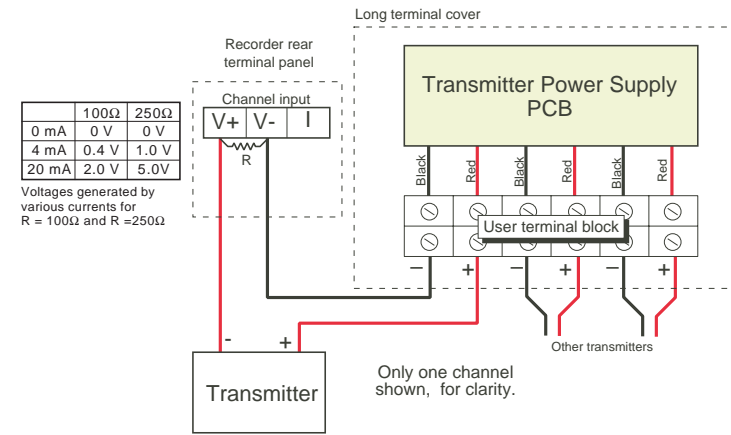 Long terminal cover
Recorder rear
terminal panel
Transmitter Power Supply
PCB
Channel input
V+ V- I
R
100Ω 250Ω
0 mA 0 V 0 V
4 mA 0.4 V 1.0 V
20 mA 2.0 V 5.0V
Voltages generated by
various currents for
R = 100Ω and R =250Ω
Black Red Black Red Black Red
User terminal block
− + − + − +
Other transmitters
- +
Transmitter
Only one channel
shown, for clarity.